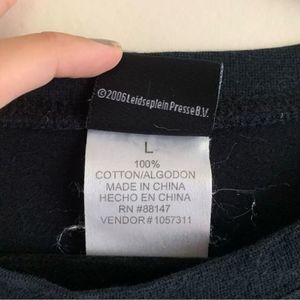 ©2006LeidsepleinPresseB.V.
L
100%
COTTON/ALGODON
MADE IN CHINA
HECHO EN CHINA
RN #88147
VENDOR #1057311